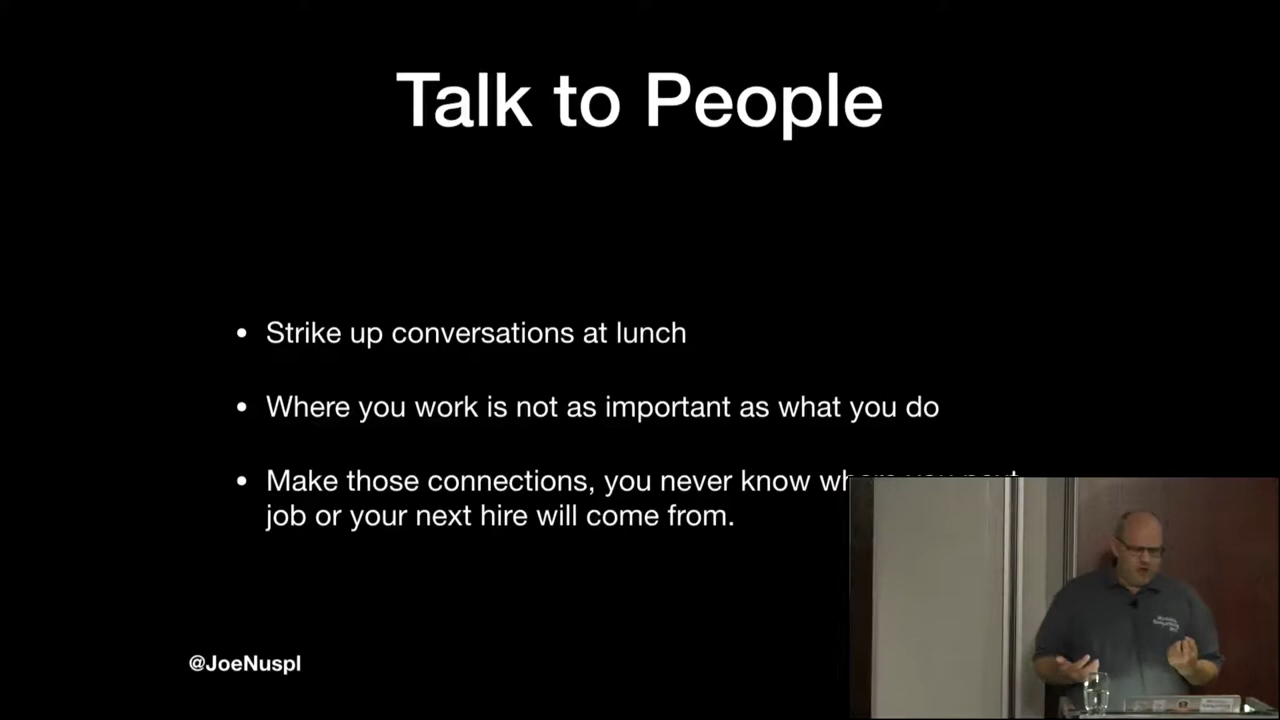 Talk to People
• Strike up conversations at lunch
• Where you work is not as important as what you do
• Make those connections, you never know
job or your next hire will come from.
@JoeNuspl